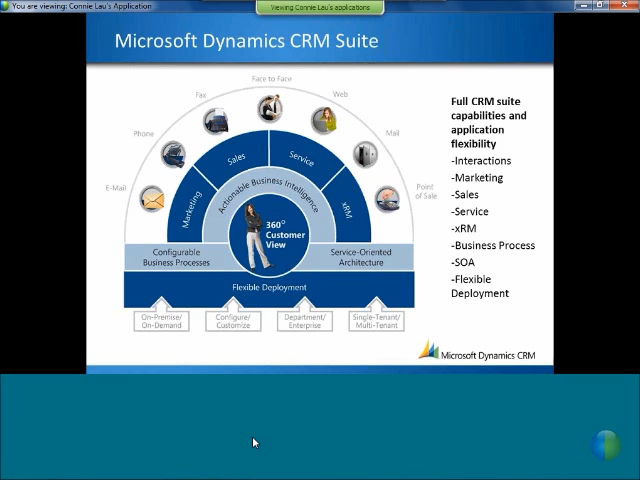 You are viewing: Connie Lau's Application
Viewing Connie Lau's applications
Microsoft Dynamics CRM Suite
Face to Face
Fax
Web
Phone
Mail
E-Mail
Point
of Sale
Marketing
Sales
Service
xRM
Actionable Business Intelligence
360°
Customer
View
Configurable
Business Processes
Service-Oriented
Architecture
Flexible Deployment
On-Premise/
On-Demand
Configure/
Customize
Department/
Enterprise
Single-Tenant/
Multi-Tenant
Full CRM suite
capabilities and
application
flexibility
-Interactions
-Marketing
-Sales
-Service
-xRM
-Business Process
-SOA
-Flexible
Deployment
Microsoft Dynamics CRM